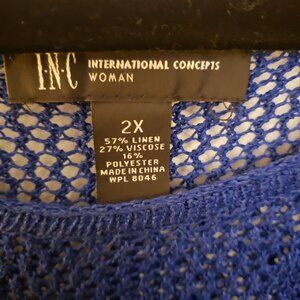 I·N·C INTERNATIONAL CONCEPTS
WOMAN
2X
57% LINEN
27% VISCOSE
16%
POLYESTER
MADE IN CHINA
WPL 8046